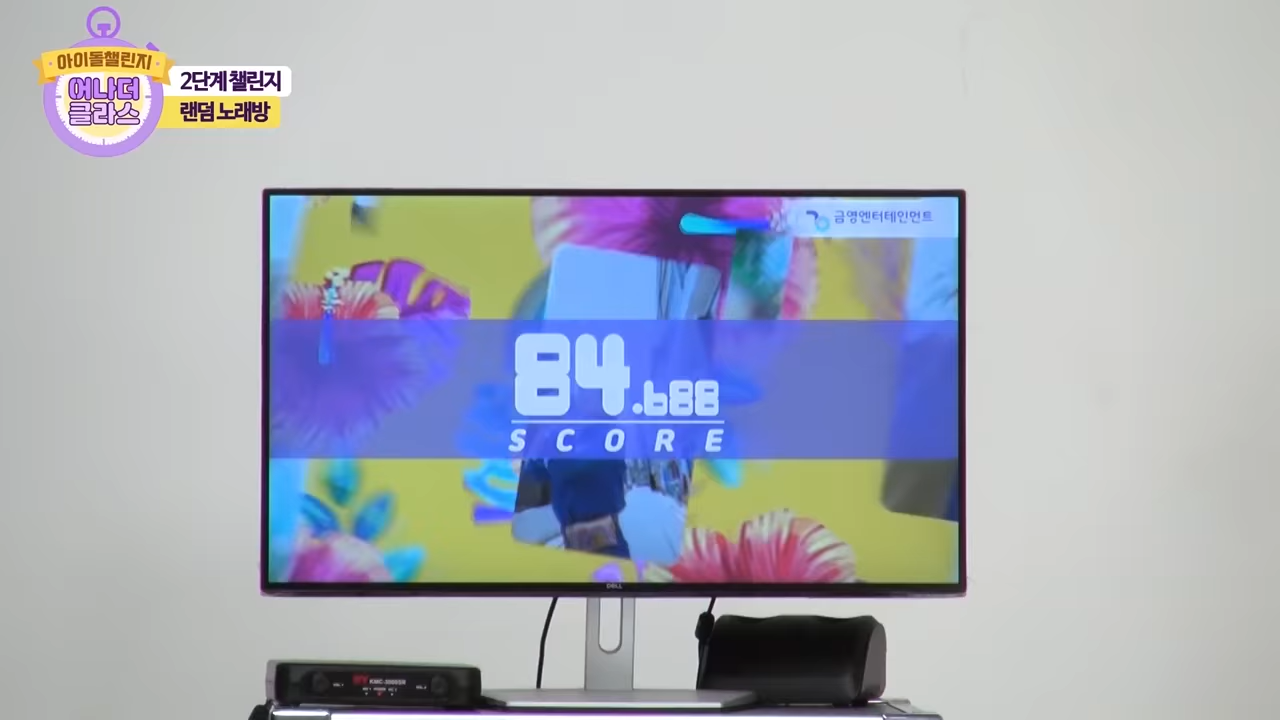 아이돌챌린지
어나더
클라스
2단계 챌린지
랜덤 노래방
금영엔터테인먼트
84.688
SCORE
DELL